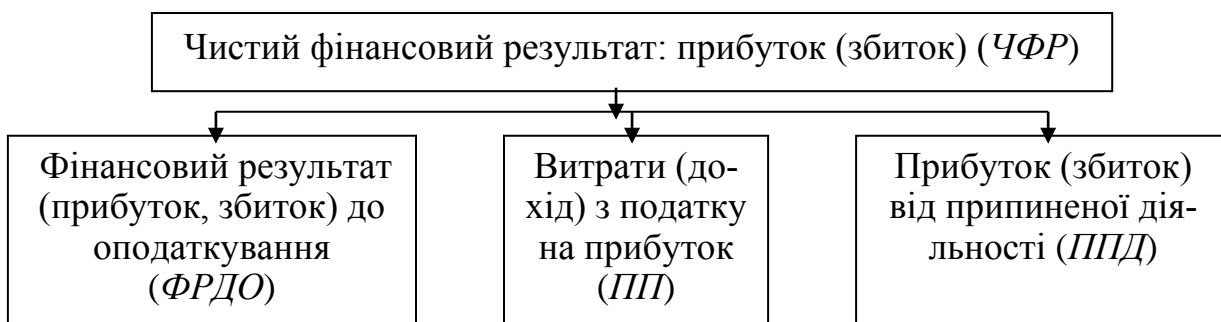 Чистий фінансовий результат: прибуток (збиток) (ЧФР)
Фінансовий результат
(прибуток, збиток) до
оподаткування
(ФРДО)
Витрати (до-
хід) з податку
на прибуток
(ПП)
Прибуток (збиток)
від припиненої дія-
льності (ППД)